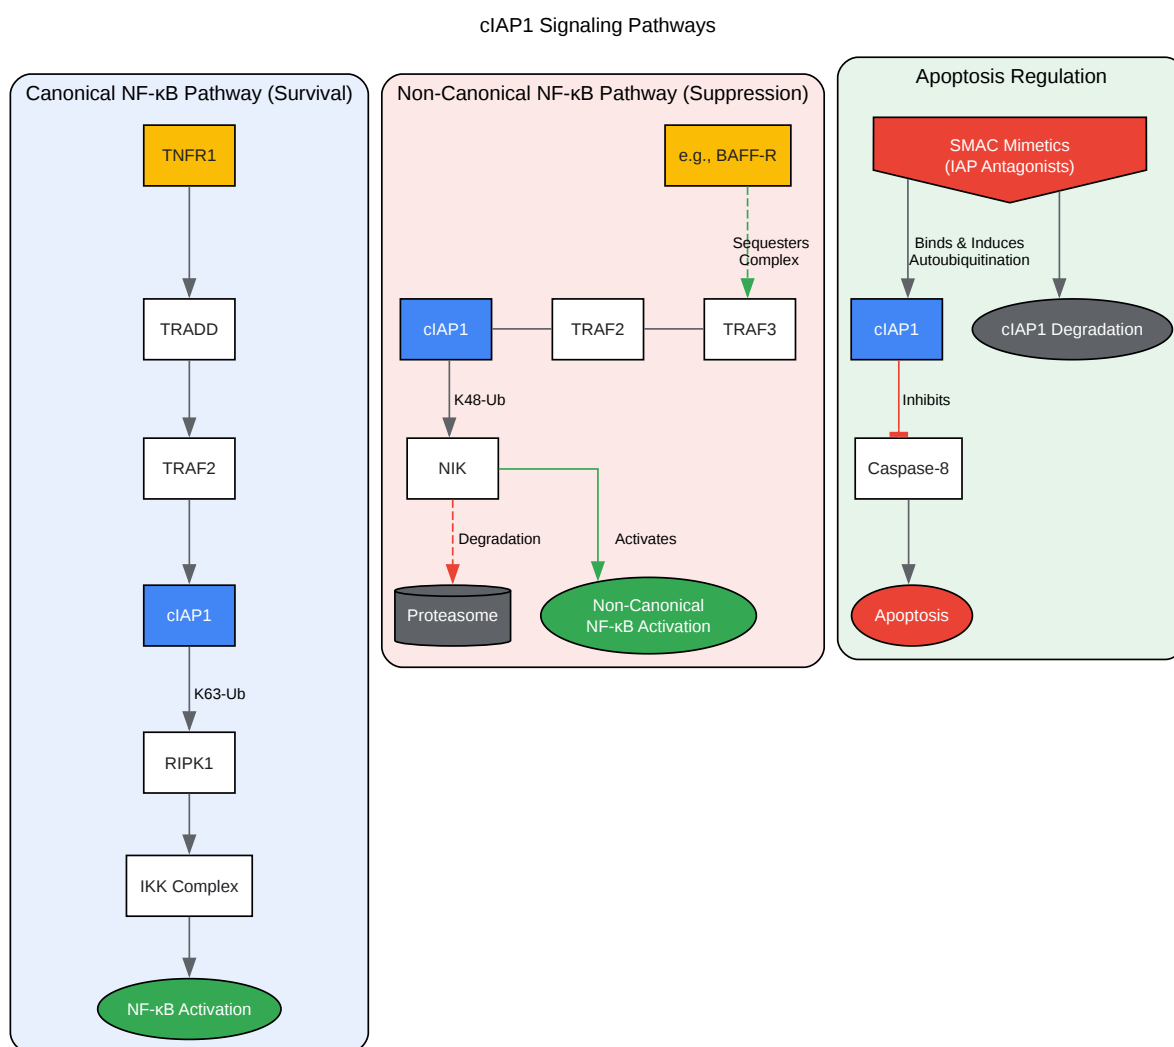 cIAP1 Signaling Pathways
Canonical NF-κB Pathway (Survival)
TNFR1
TRADD
TRAF2
cIAP1
K63-Ub
RIPK1
IKK Complex
NF-κB Activation
Non-Canonical NF-κB Pathway (Suppression)
e.g., BAFF-R
Sequesters
Complex
cIAP1
TRAF2
TRAF3
K48-Ub
NIK
Degradation
Activates
Proteasome
Non-Canonical
NF-κB Activation
Apoptosis Regulation
SMAC Mimetics
(IAP Antagonists)
Binds & Induces
Autoubiquitination
cIAP1
cIAP1 Degradation
Inhibits
Caspase-8
Apoptosis